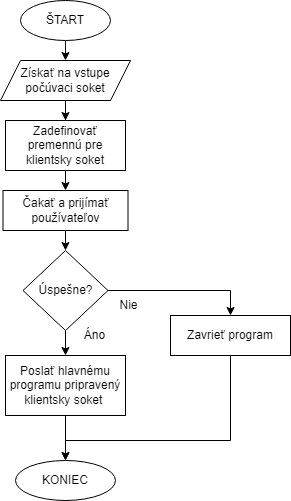 ŠTART
Získať na vstupe
počúvaci soket
Zadefinovať
premennú pre
klientsky soket
Čakať a prijímať
používateľov
Úspešne?
Nie
Áno
Zavrieť program
Poslať hlavnému
programu pripravený
klientsky soket
KONIEC